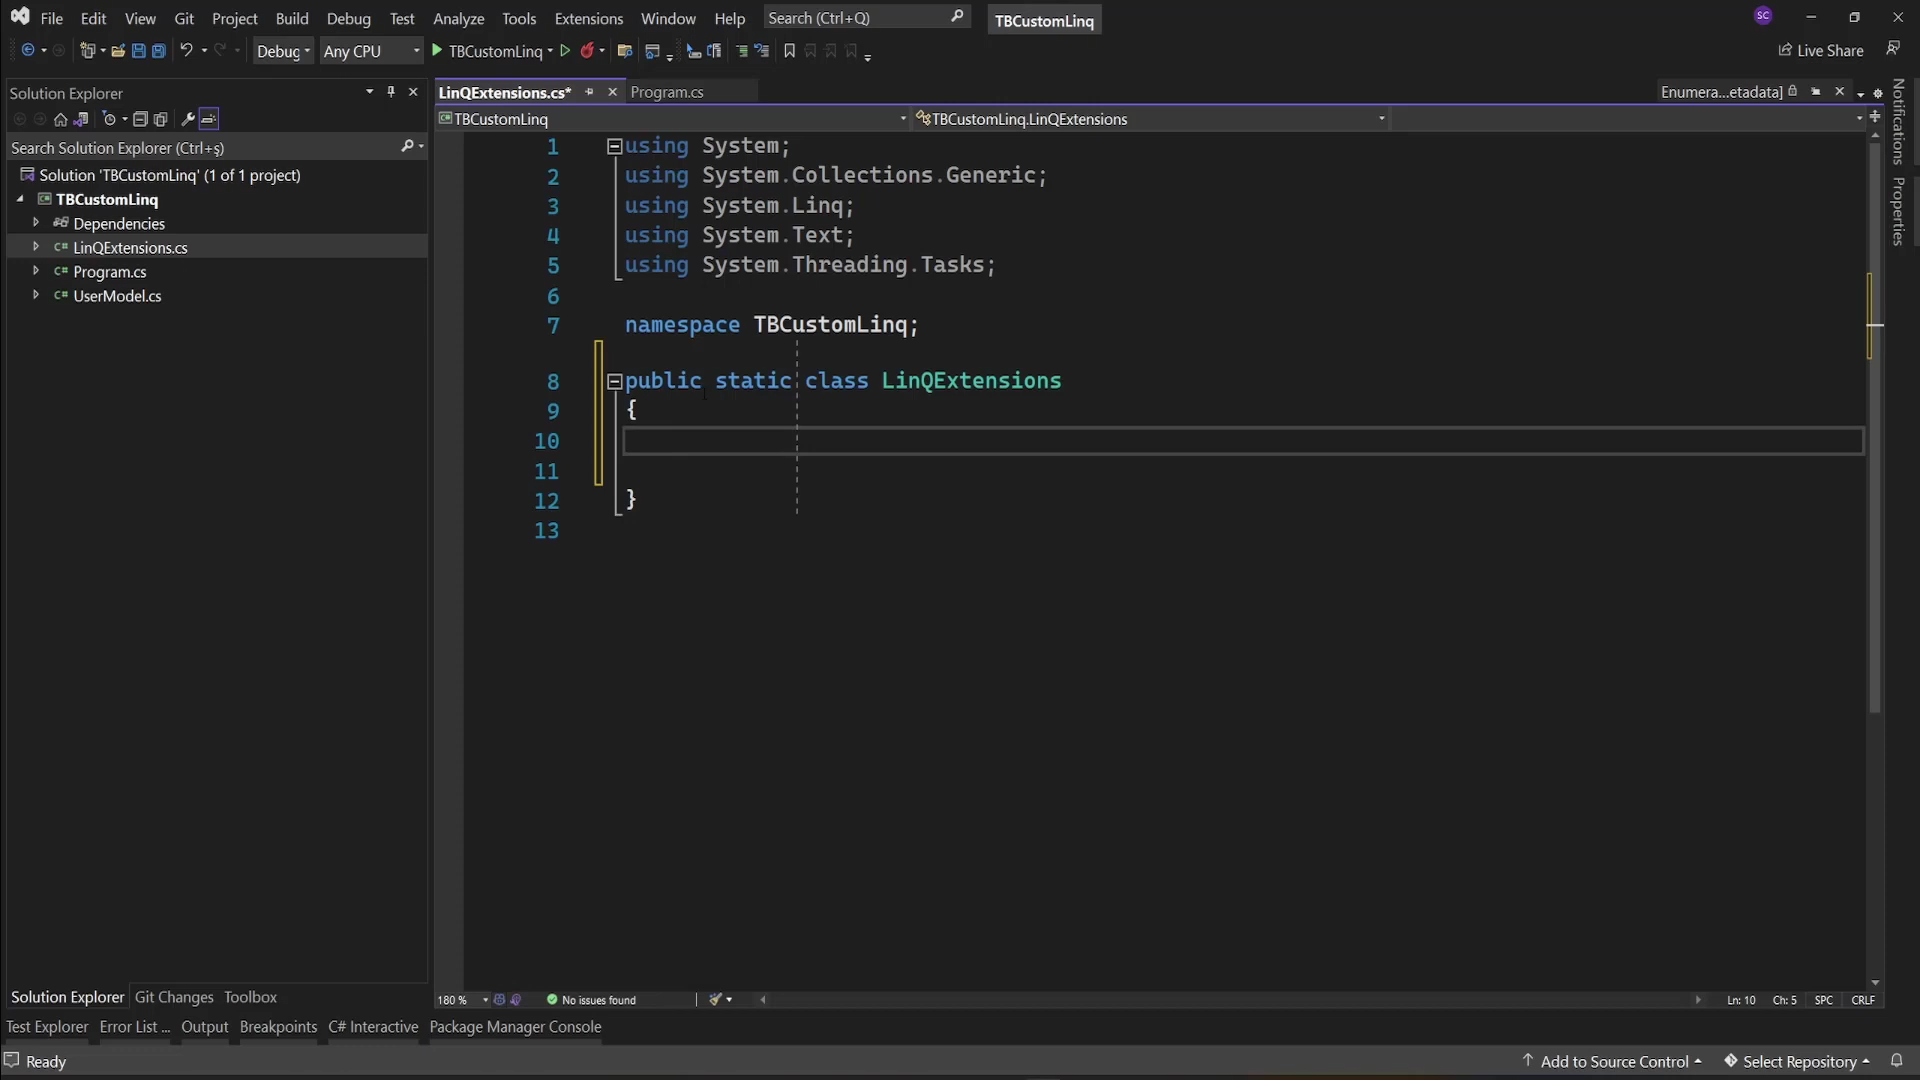 File Edit View Git Project Build Debug Test Analyze Tools Extensions Window Help Search (Ctrl+Q) TBCustomLinq SC
Debug Any CPU TBCustomLinq Live Share
Solution Explorer
Search Solution Explorer (Ctrl+ş)
Solution 'TBCustomLinq' (1 of 1 project)
TBCustomLinq
Dependencies
C# LinQExtensions.cs
C# Program.cs
C# UserModel.cs
LinQExtensions.cs* Program.cs Enumera...etadata]
TBCustomLinq TBCustomLinq.LinQExtensions
1 using System;
2 using System.Collections.Generic;
3 using System.Linq;
4 using System.Text;
5 using System.Threading.Tasks;
6
7 namespace TBCustomLinq;
8 public static class LinQExtensions
9 {
10
11
12 }
13
Notifications
Properties
180 % No issues found Ln: 10 Ch: 5 SPC CRLF
Solution Explorer Git Changes Toolbox
Test Explorer Error List ... Output Breakpoints C# Interactive Package Manager Console
Ready Add to Source Control Select Repository